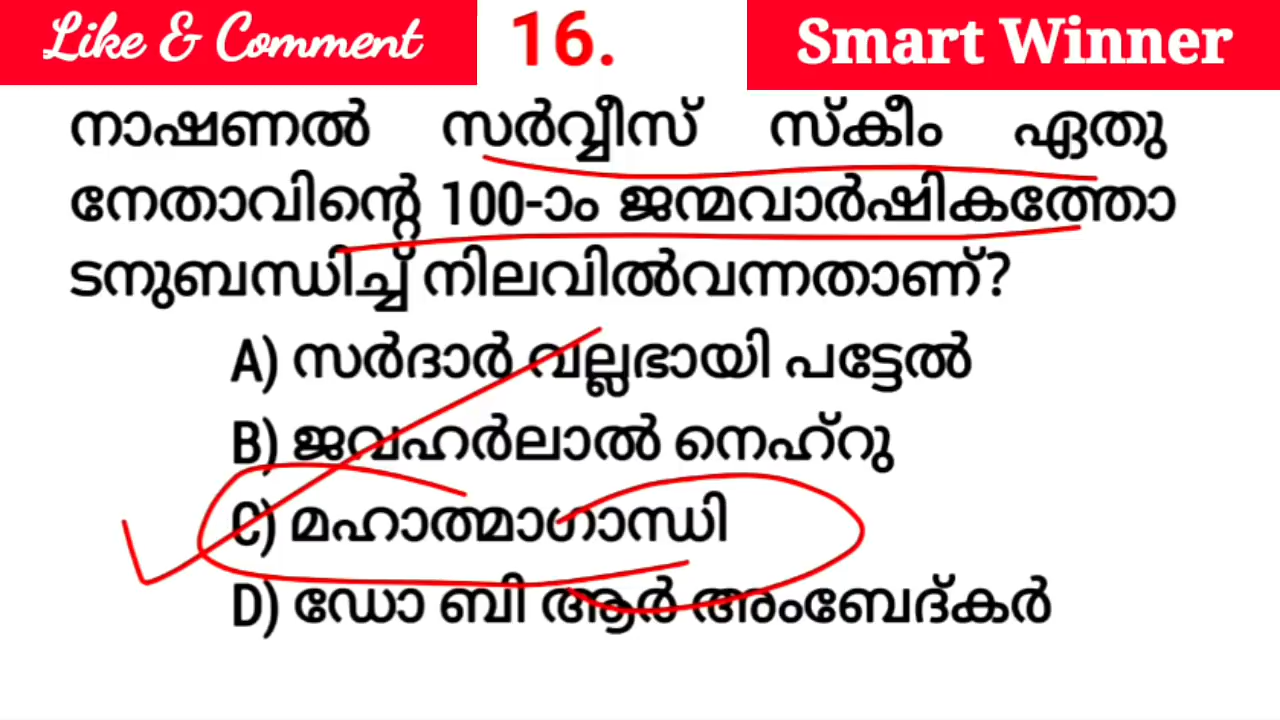 Like & Comment
16.
Smart Winner
നാഷണൽ സർവ്വീസ് സ്കീം ഏതു
നേതാവിന്റെ 100-ാം ജന്മവാർഷികത്തോ
ടനുബന്ധിച്ച് നിലവിൽവന്നതാണ്?
A) സർദാർ വല്ലഭായി പട്ടേൽ
B) ജവഹർലാൽ നെഹ്റു
C) മഹാത്മാഗാന്ധി
D) ഡോ ബി ആർ അംബേദ്കർ